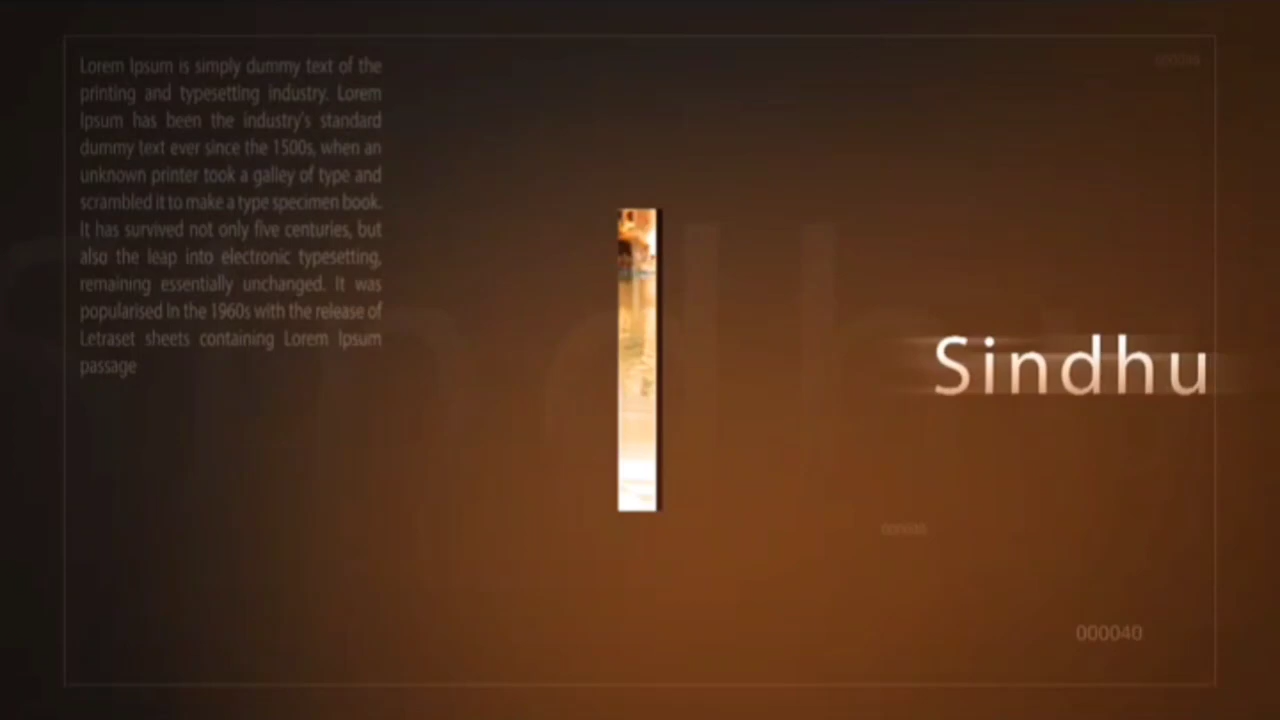 Lorem Ipsum is simply dummy text of the
printing and typesetting industry. Lorem
Ipsum has been the industry's standard
dummy text ever since the 1500s, when an
unknown printer took a galley of type and
scrambled it to make a type specimen book.
It has survived not only five centuries, but
also the leap into electronic typesetting,
remaining essentially unchanged. It was
popularised in the 1960s with the release of
Letraset sheets containing Lorem Ipsum
passage
Sindhu
000040